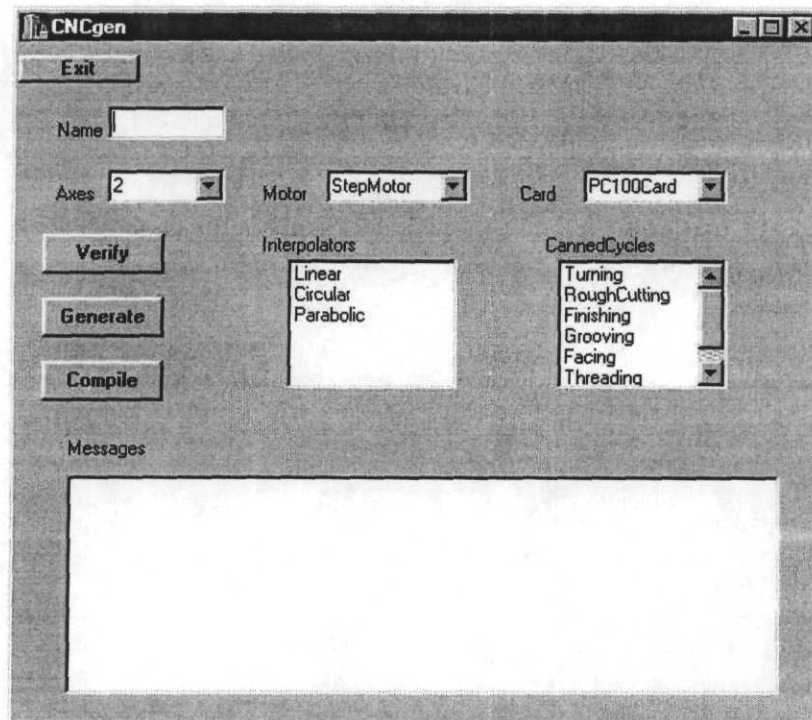 CNCgen
Exit
Name
Axes 2 Motor StepMotor Card PC100Card
Verify Interpolators CannedCycles
Linear Turning
Circular RoughCutting
Parabolic Finishing
Generate Grooving
Facing
Compile Threading
Messages